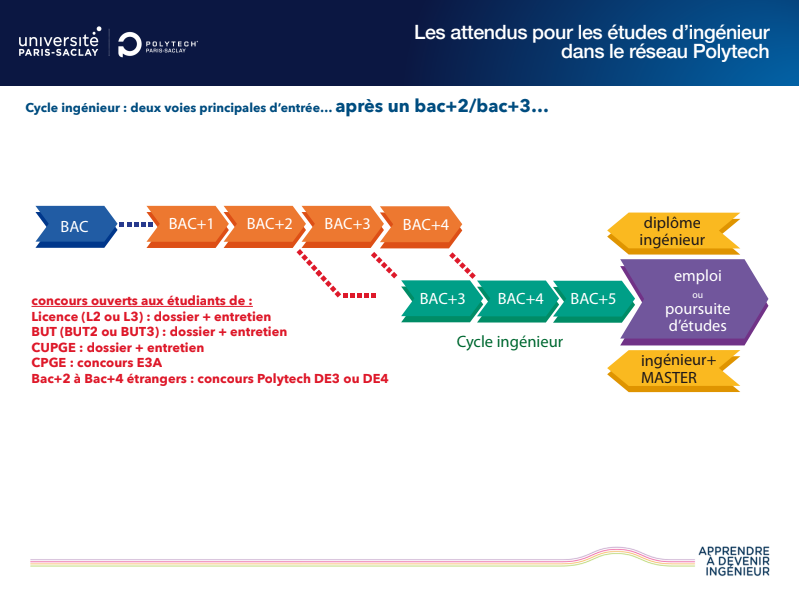 université
PARIS-SACLAY
POLYTECH
PARIS-SACLAY
Les attendus pour les études d'ingénieur
dans le réseau Polytech
Cycle ingénieur : deux voies principales d'entrée... après un bac+2/bac+3...
BAC
BAC+1
BAC+2
BAC+3
BAC+4
diplôme
ingénieur
BAC+3
BAC+4
BAC+5
emploi
ou
poursuite
d'études
Cycle ingénieur
ingénieur+
MASTER
concours ouverts aux étudiants de :
Licence (L2 ou L3) : dossier + entretien
BUT (BUT2 ou BUT3) : dossier + entretien
CUPGE : dossier + entretien
CPGE : concours E3A
Bac+2 à Bac+4 étrangers : concours Polytech DE3 ou DE4
APPRENDRE
À DEVENIR
INGÉNIEUR